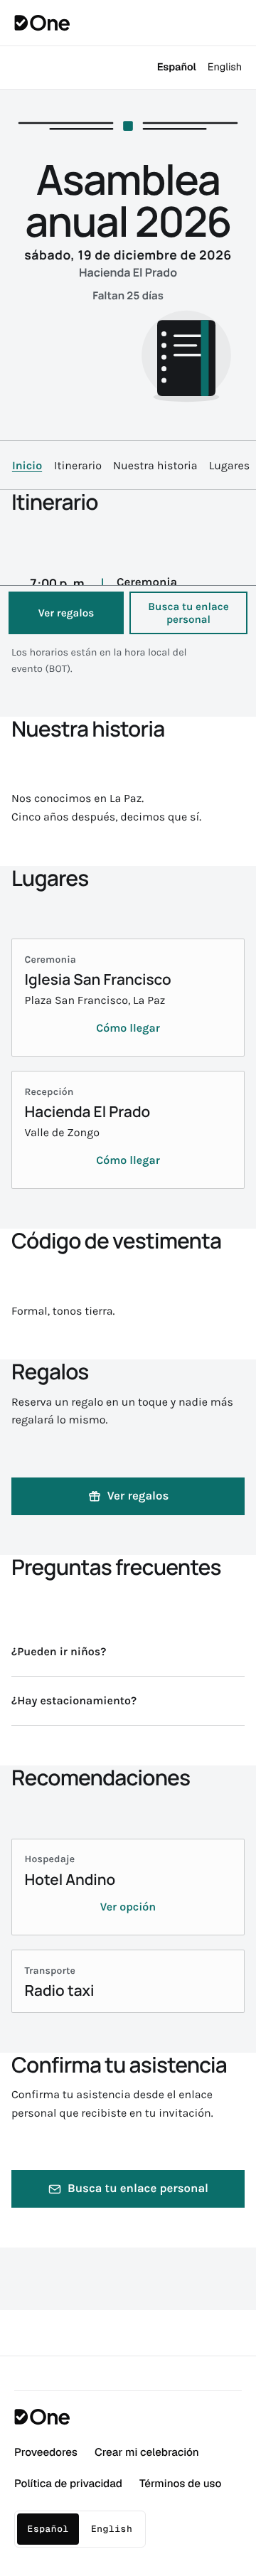 One
Español English
Asamblea
anual 2026
sábado, 19 de diciembre de 2026
Hacienda El Prado
Faltan 25 días
Inicio Itinerario Nuestra historia Lugares
Itinerario
7:00 p. m. Ceremonia
Ver regalos
Busca tu enlace
personal
Los horarios están en la hora local del
evento (BOT).
Nuestra historia
Nos conocimos en La Paz.
Cinco años después, decimos que sí.
Lugares
Ceremonia
Iglesia San Francisco
Plaza San Francisco, La Paz
Cómo llegar
Recepción
Hacienda El Prado
Valle de Zongo
Cómo llegar
Código de vestimenta
Formal, tonos tierra.
Regalos
Reserva un regalo en un toque y nadie más
regalará lo mismo.
Ver regalos
Preguntas frecuentes
¿Pueden ir niños?
¿Hay estacionamiento?
Recomendaciones
Hospedaje
Hotel Andino
Ver opción
Transporte
Radio taxi
Confirma tu asistencia
Confirma tu asistencia desde el enlace
personal que recibiste en tu invitación.
Busca tu enlace personal
One
Proveedores Crear mi celebración
Política de privacidad Términos de uso
Español English